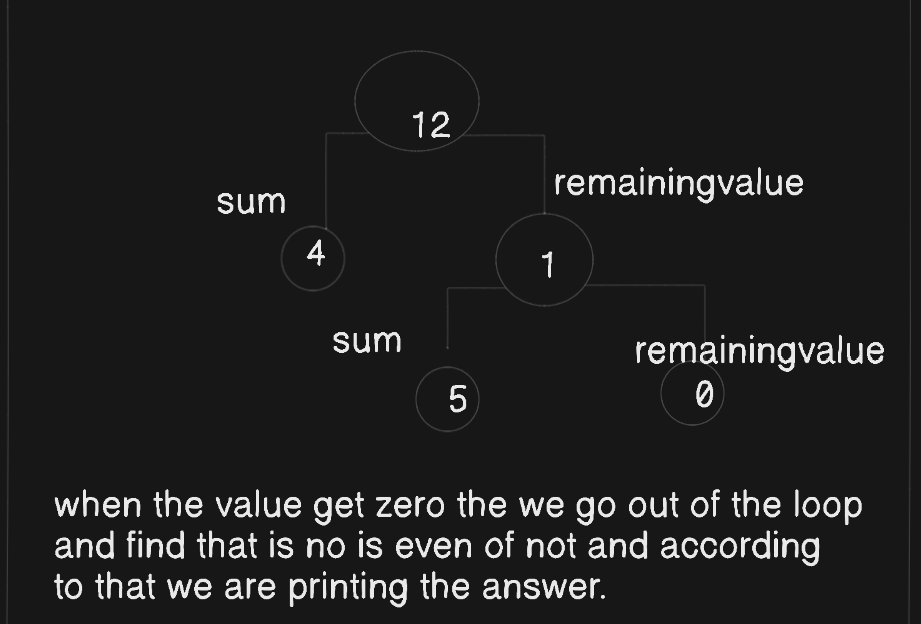 12
sum
remainingvalue
4
1
sum
remainingvalue
5
0
when the value get zero the we go out of the loop
and find that is no is even of not and according
to that we are printing the answer.